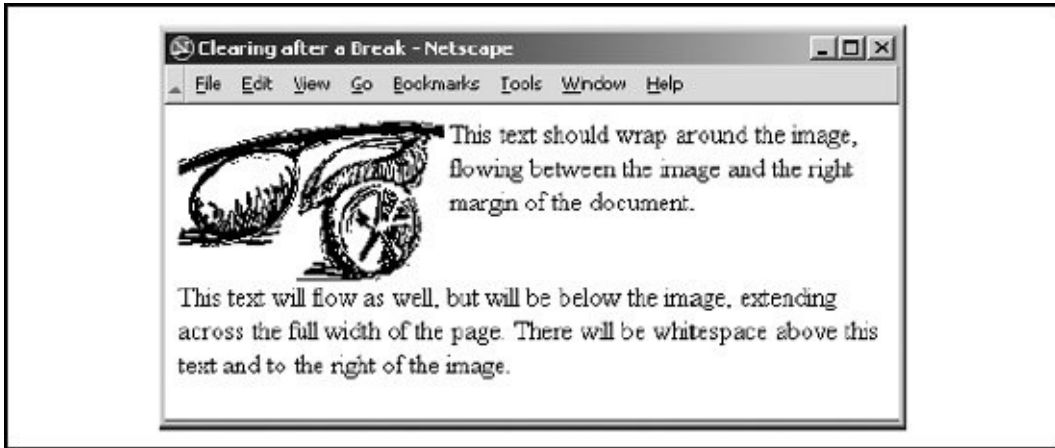 Clearing after a Break - Netscape
File Edit View Go Bookmarks Tools Window Help
This text should wrap around the image,
flowing between the image and the right
margin of the document.
This text will flow as well, but will be below the image, extending
across the full width of the page. There will be whitespace above this
text and to the right of the image.